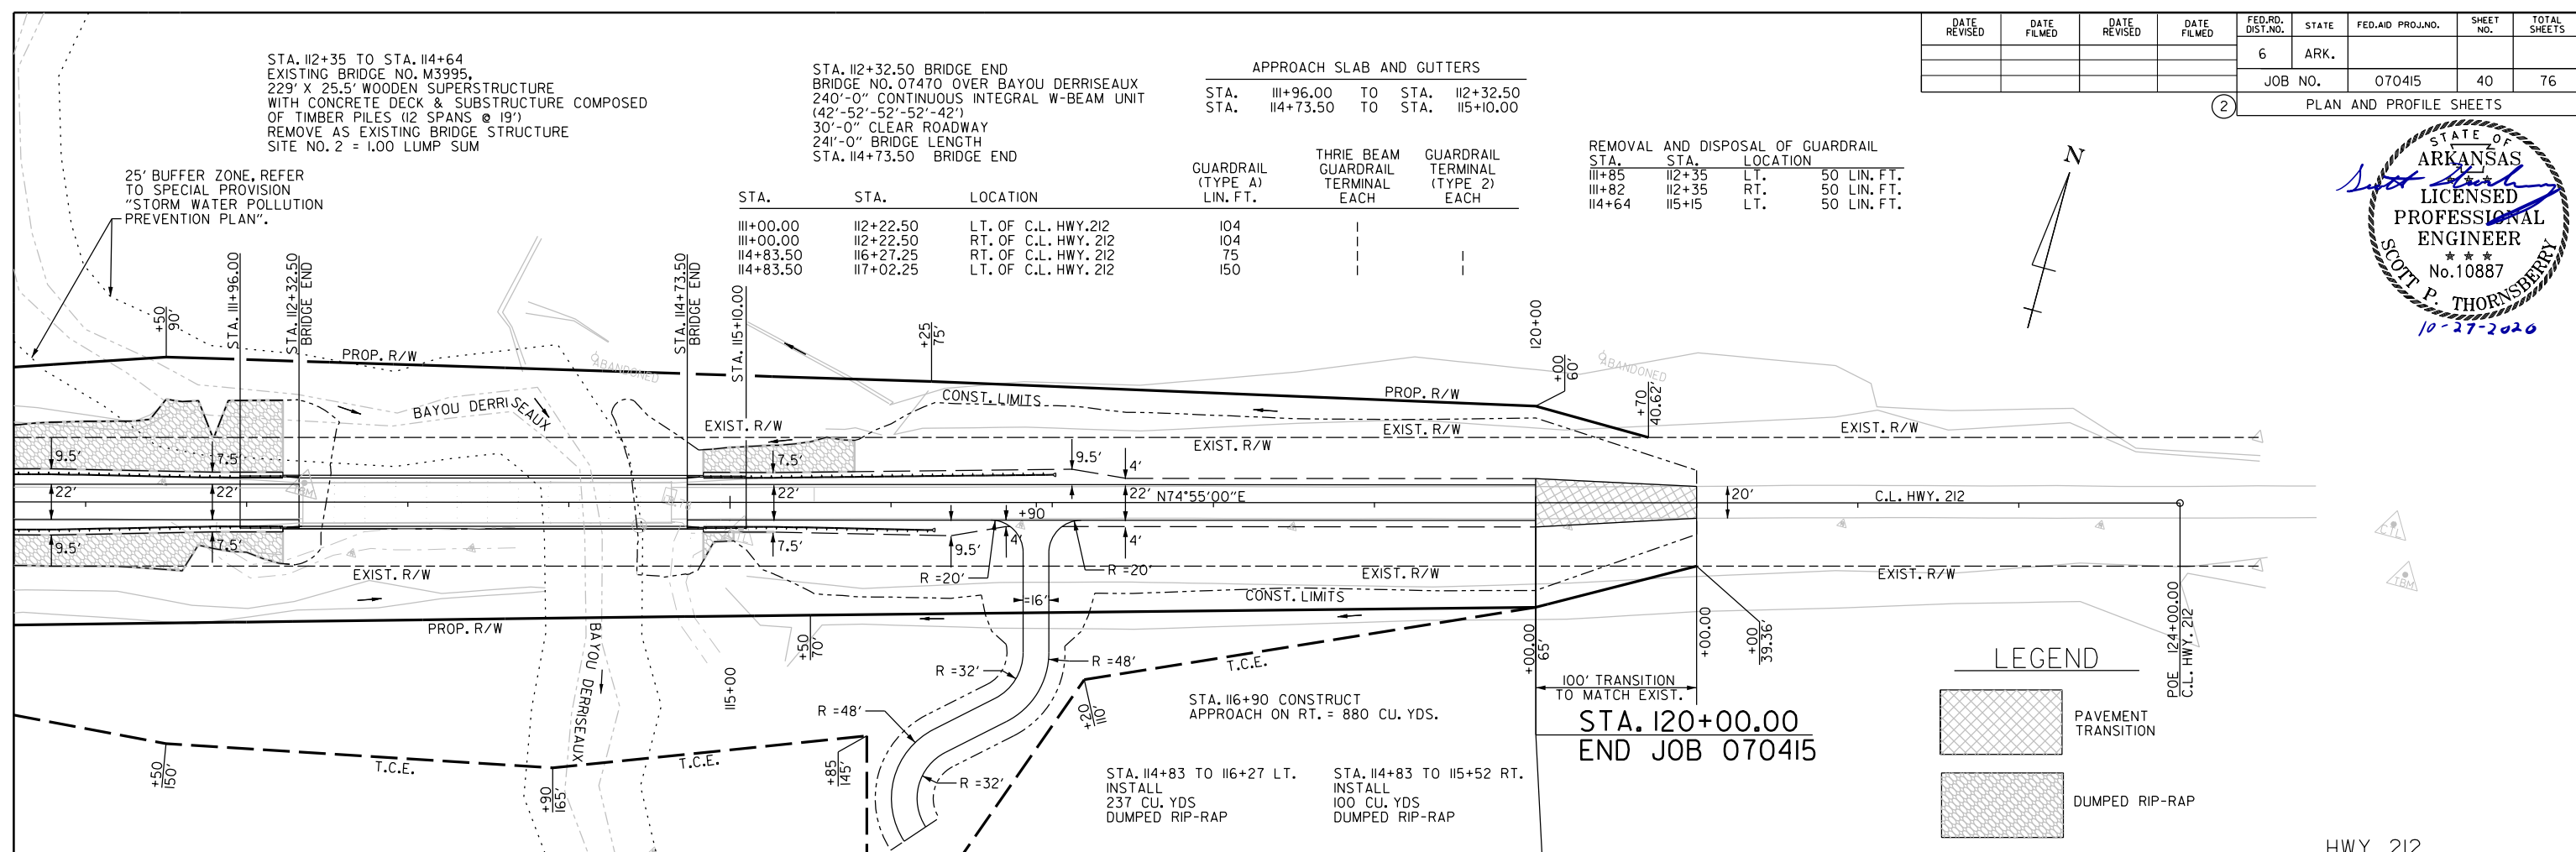 DATE REVISED
DATE FILMED
DATE REVISED
DATE FILMED
FED.RD. DIST.NO.
STATE
FED.AID PROJ.NO.
SHEET NO.
TOTAL SHEETS
6 ARK.
JOB NO. 070415 40 76
2 PLAN AND PROFILE SHEETS
STATE OF
ARKANSAS
LICENSED
PROFESSIONAL
ENGINEER
No.10887
SCOTT P. THORNSBERRY
10-27-2020
STA. 112+35 TO STA. 114+64
EXISTING BRIDGE NO. M3995,
229' X 25.5' WOODEN SUPERSTRUCTURE
WITH CONCRETE DECK & SUBSTRUCTURE COMPOSED
OF TIMBER PILES (12 SPANS @ 19')
REMOVE AS EXISTING BRIDGE STRUCTURE
SITE NO. 2 = 1.00 LUMP SUM
STA. 112+32.50 BRIDGE END
BRIDGE NO. 07470 OVER BAYOU DERRISEAUX
240'-0" CONTINUOUS INTEGRAL W-BEAM UNIT
(42'-52'-52'-52'-42')
30'-0" CLEAR ROADWAY
241'-0" BRIDGE LENGTH
STA. 114+73.50 BRIDGE END
APPROACH SLAB AND GUTTERS
STA. 111+96.00 TO STA. 112+32.50
STA. 114+73.50 TO STA. 115+10.00
REMOVAL AND DISPOSAL OF GUARDRAIL
STA. STA. LOCATION
111+85 112+35 LT. 50 LIN. FT.
111+82 112+35 RT. 50 LIN. FT.
114+64 115+15 LT. 50 LIN. FT.
N
25' BUFFER ZONE, REFER
TO SPECIAL PROVISION
"STORM WATER POLLUTION
PREVENTION PLAN".
STA. STA. LOCATION GUARDRAIL (TYPE A) LIN. FT. THRIE BEAM GUARDRAIL TERMINAL EACH GUARDRAIL TERMINAL (TYPE 2) EACH
111+00.00 112+22.50 LT. OF C.L. HWY. 212 104 1
111+00.00 112+22.50 RT. OF C.L. HWY. 212 104 1
114+83.50 116+27.25 RT. OF C.L. HWY. 212 75 1 1
114+83.50 117+02.25 LT. OF C.L. HWY. 212 150 1 1
+50 90'
STA. 111+96.00
STA. 112+32.50
BRIDGE END
STA. 114+73.50
BRIDGE END
STA. 115+10.00
+25 75'
120+00
+00 60'
+70 40.62'
PROP. R/W
PROP. R/W
ABANDONED
ABANDONED
BAYOU DERRISEAUX
CONST. LIMITS
EXIST. R/W
EXIST. R/W
EXIST. R/W
EXIST. R/W
9.5'
7.5'
7.5'
9.5'
4'
TBM
22'
22'
22'
22'
N74°55'00"E
20'
C.L. HWY. 212
+90
9.5'
7.5'
7.5'
9.5'
4'
4'
CTL
TBM
R =20'
R =20'
EXIST. R/W
EXIST. R/W
EXIST. R/W
=16'
CONST. LIMITS
PROP. R/W
BAYOU DERRISEAUX
+50 70'
115+00
R =32'
R =48'
T.C.E.
+00.00 65'
+00.00
+00 39.36'
POE 124+00.00
C.L. HWY. 212
100' TRANSITION
TO MATCH EXIST.
STA. 120+00.00
END JOB 070415
STA. 116+90 CONSTRUCT
APPROACH ON RT. = 880 CU. YDS.
R =48'
+20 110'
+50 150'
T.C.E.
+90 165'
T.C.E.
+85 145'
R =32'
STA. 114+83 TO 116+27 LT.
INSTALL
237 CU. YDS
DUMPED RIP-RAP
STA. 114+83 TO 115+52 RT.
INSTALL
100 CU. YDS
DUMPED RIP-RAP
LEGEND
PAVEMENT
TRANSITION
DUMPED RIP-RAP
HWY. 212